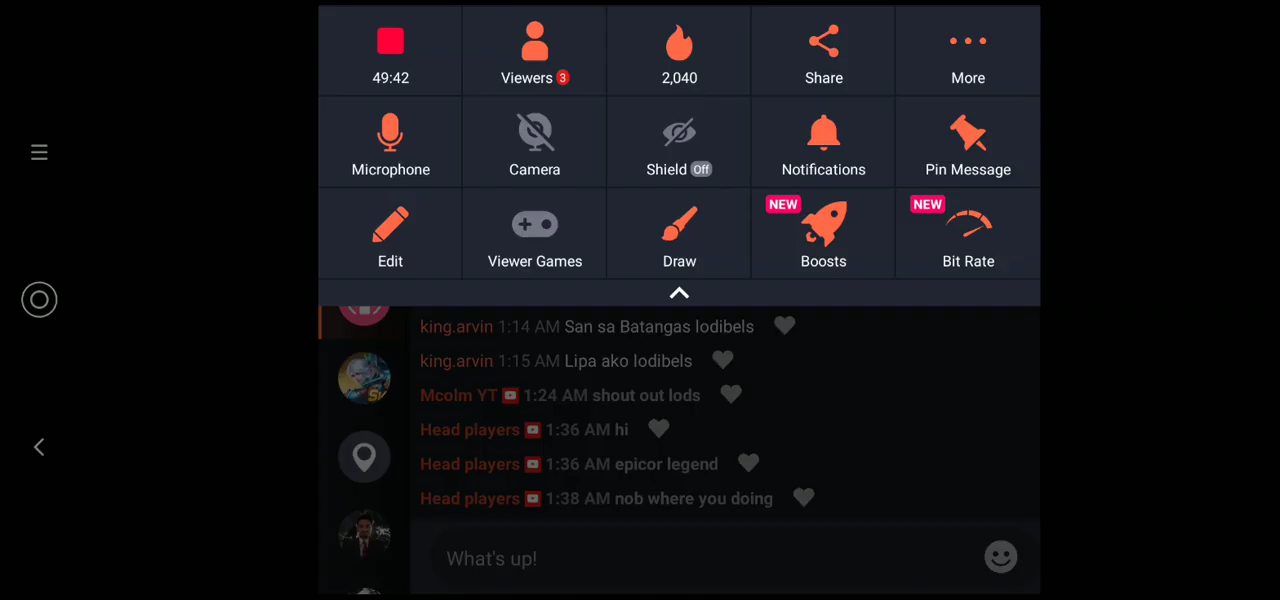 49:42
Viewers 3
2,040
Share
More
Microphone
Camera
Shield Off
Notifications
Pin Message
Edit
Viewer Games
Draw
NEW
Boosts
NEW
Bit Rate
king.arvin 1:14 AM San sa Batangas lodibels
king.arvin 1:15 AM Lipa ako lodibels
Mcolm YT 1:24 AM shout out lods
Head players 1:36 AM hi
Head players 1:36 AM epicor legend
Head players 1:38 AM nob where you doing
What's up!